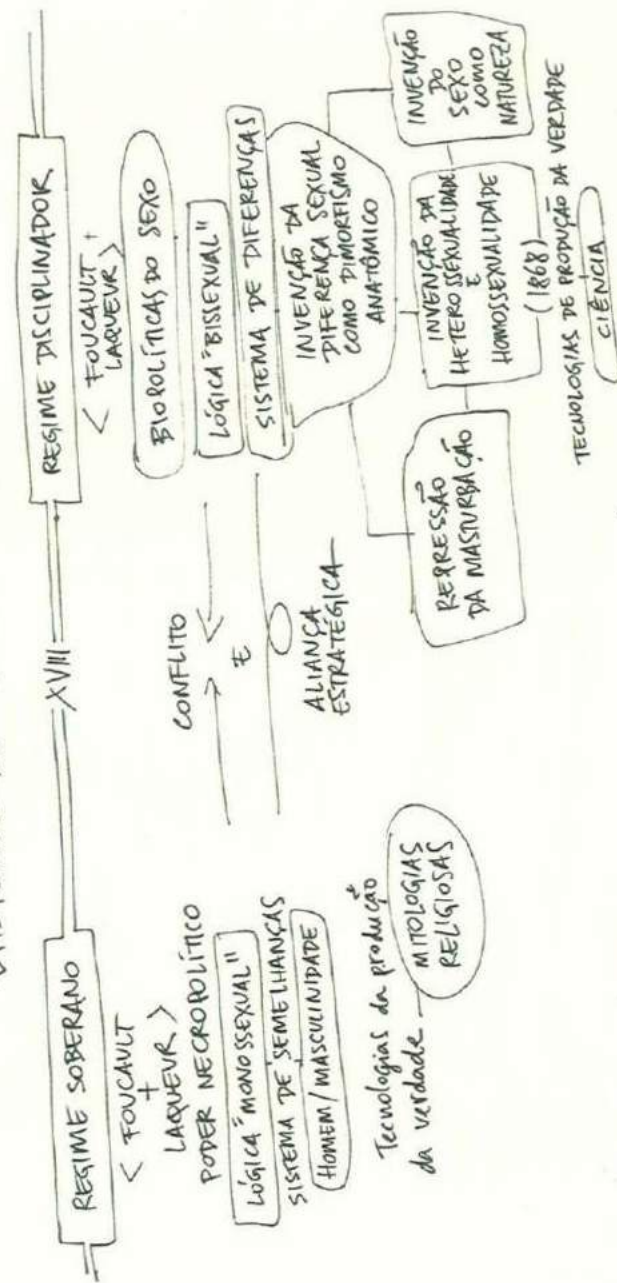 REGIME SOBERANO
< FOUCAULT
+
LAQUEUR >
PODER NECROPOLÍTICO
LÓGICA "MONOSSEXUAL"
SISTEMA DE SEMELHANÇAS
HOMEM/MASCULINIDADE
Tecnologias da produção
da verdade
MITOLOGIAS
RELIGIOSAS
XVIII
CONFLITO
E
ALIANÇA
ESTRATÉGICA
REGIME DISCIPLINADOR
< FOUCAULT +
LAQUEUR >
BIOPOLÍTICAS DO SEXO
LÓGICA "BISSEXUAL"
SISTEMA DE DIFERENÇAS
INVENÇÃO DA
DIFERENÇA SEXUAL
COMO DIMORFISMO
ANATÔMICO
REPRESSÃO
DA MASTURBAÇÃO
INVENÇÃO DA
HETEROSSEXUALIDADE
E
HOMOSSEXUALIDADE
(1868)
INVENÇÃO
DO
SEXO
COMO
NATUREZA
TECNOLOGIAS DE PRODUÇÃO DA VERDADE
CIÊNCIA